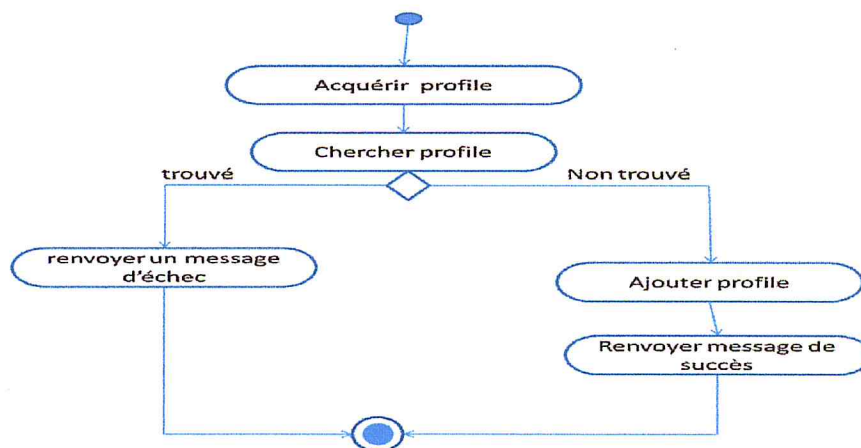 Acquérir profile
Chercher profile
trouvé
Non trouvé
renvoyer un message
d'échec
Ajouter profile
Renvoyer message de
succès